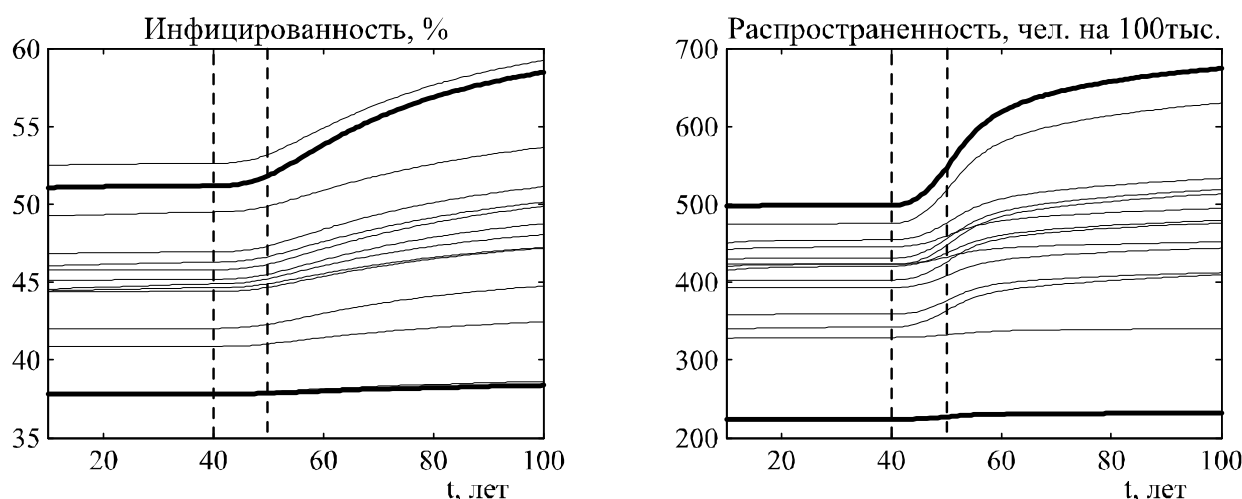 Инфицированность, %
60
55
50
45
40
35
20 40 60 80 100
t, лет
Распространенность, чел. на 100тыс.
700
600
500
400
300
200
20 40 60 80 100
t, лет